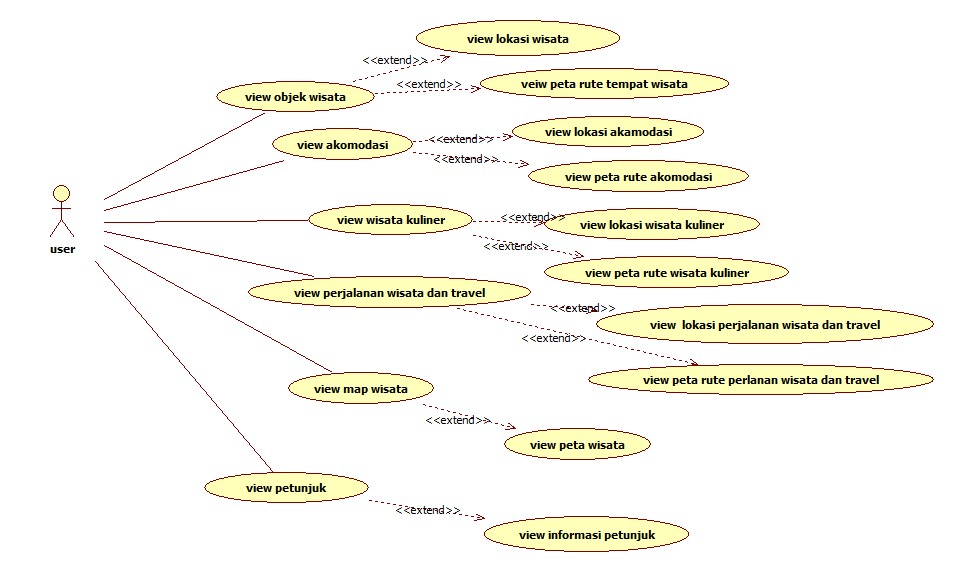 view lokasi wisata
<<extend>>
view objek wisata
<<extend>>
veiw peta rute tempat wisata
view akomodasi
<<extend>>
view lokasi akamodasi
<<extend>>
view peta rute akomodasi
user
view wisata kuliner
<<extend>>
view lokasi wisata kuliner
<<extend>>
view peta rute wisata kuliner
view perjalanan wisata dan travel
<<extend>>
view lokasi perjalanan wisata dan travel
<<extend>>
view peta rute perlanan wisata dan travel
view map wisata
<<extend>>
view peta wisata
view petunjuk
<<extend>>
view informasi petunjuk